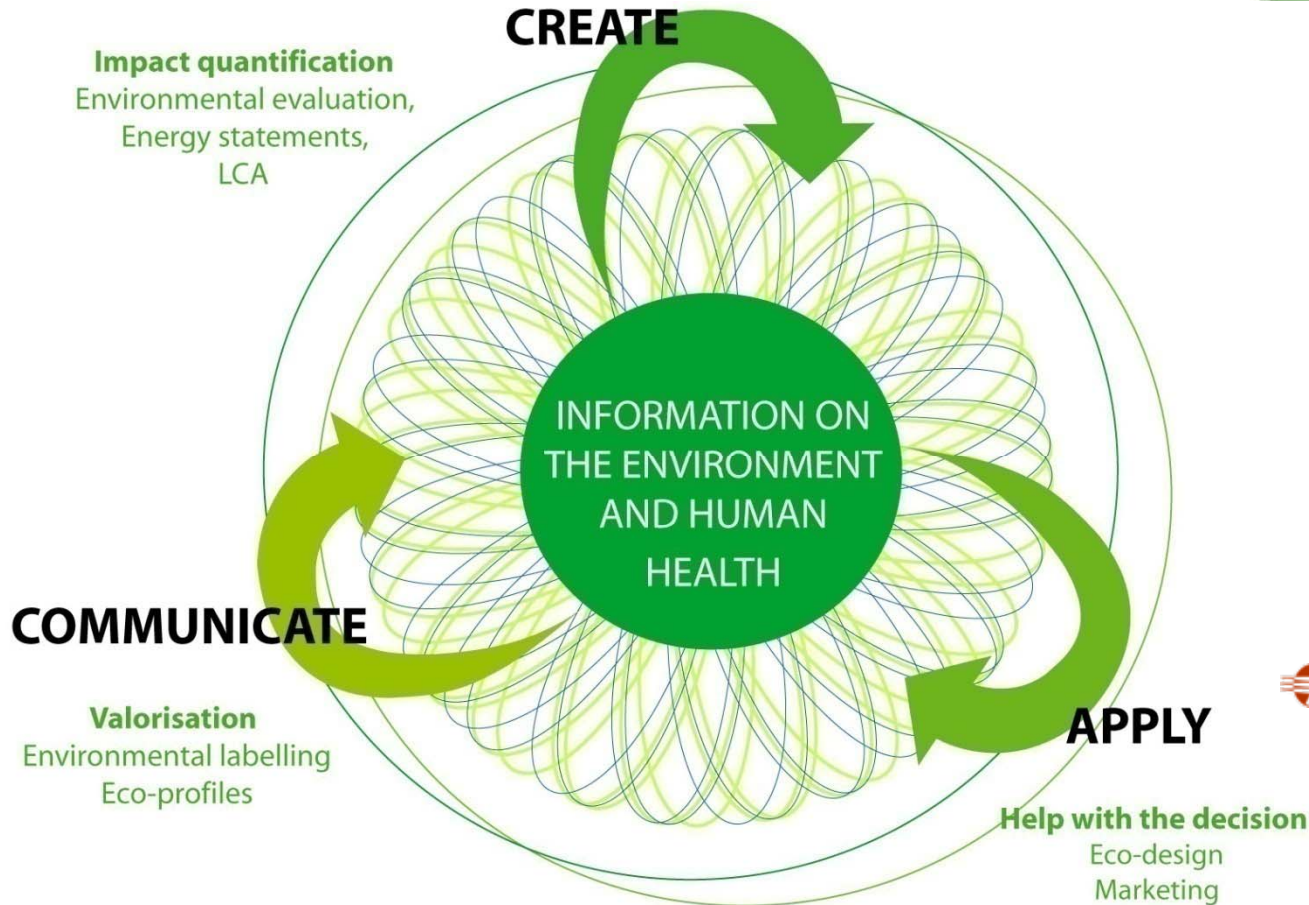 CREATE
Impact quantification
Environmental evaluation,
Energy statements,
LCA
INFORMATION ON
THE ENVIRONMENT
AND HUMAN
HEALTH
COMMUNICATE
Valorisation
Environmental labelling
Eco-profiles
APPLY
Help with the decision
Eco-design
Marketing